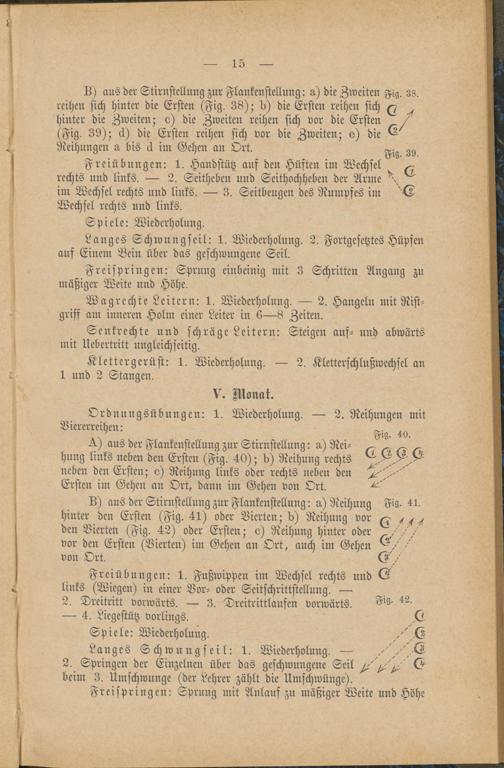 — 15 —
B) aus der Stirnstellung zur Flankenstellung: a) die Zweiten
reihen sich hinter die Ersten (Fig. 38); b) die Ersten reihen sich
hinter die Zweiten; c) die Zweiten reihen sich vor die Ersten
(Fig. 39); d) die Ersten reihen sich vor die Zweiten; e) die
Reihungen a bis d im Gehen an Ort.
Fig. 38.
Fig. 39.
Freiübungen: 1. Handstütz auf den Hüften im Wechsel
rechts und links. — 2. Seitheben und Seithochheben der Arme
im Wechsel rechts und links. — 3. Seitbeugen des Rumpfes im
Wechsel rechts und links.
Spiele: Wiederholung.
Langes Schwungseil: 1. Wiederholung. 2. Fortgesetztes Hüpfen
auf Einem Bein über das geschwungene Seil.
Freispringen: Sprung einbeinig mit 3 Schritten Angang zu
mäßiger Weite und Höhe.
Wagrechte Leitern: 1. Wiederholung. — 2. Hangeln mit Rist-
griff am inneren Holm einer Leiter in 6—8 Zeiten.
Senkrechte und schräge Leitern: Steigen auf- und abwärts
mit Uebertritt ungleichseitig.
Klettergerüst: 1. Wiederholung. — 2. Kletterschlußwechsel an
1 und 2 Stangen.
V. Monat.
Ordnungsübungen: 1. Wiederholung. — 2. Reihungen mit
Viererreihen:
Fig. 40.
A) aus der Flankenstellung zur Stirnstellung: a) Rei-
hung links neben den Ersten (Fig. 40); b) Reihung rechts
neben den Ersten; c) Reihung links oder rechts neben den
Ersten im Gehen an Ort, dann im Gehen von Ort.
1 2 3 4
B) aus der Stirnstellung zur Flankenstellung: a) Reihung
hinter den Ersten (Fig. 41) oder Vierten; b) Reihung vor
den Vierten (Fig. 42) oder Ersten; c) Reihung hinter oder
vor den Ersten (Vierten) im Gehen an Ort, auch im Gehen
von Ort.
Fig. 41.
Freiübungen: 1. Fußwippen im Wechsel rechts und
links (Wiegen) in einer Vor- oder Seitschrittstellung. —
2. Dreitritt vorwärts. — 3. Dreitrittlaufen vorwärts.
— 4. Liegestütz vorlings.
Fig. 42.
Spiele: Wiederholung.
Langes Schwungseil: 1. Wiederholung. —
2. Springen der Einzelnen über das geschwungene Seil
beim 3. Umschwunge (der Lehrer zählt die Umschwünge).
1
2
3
4
Freispringen: Sprung mit Anlauf zu mäßiger Weite und Höhe